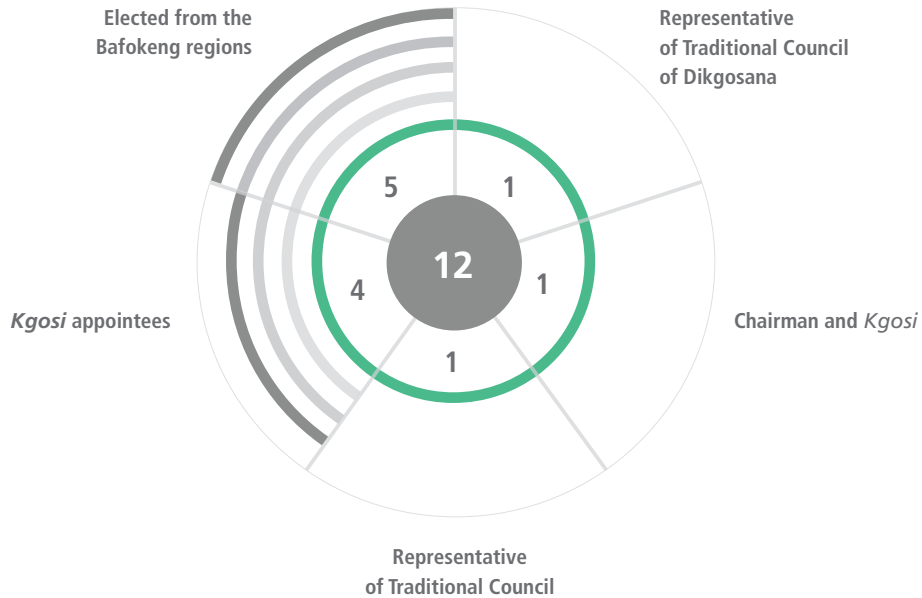 Elected from the
Bafokeng regions
Representative
of Traditional Council
of Dikgosana
5
1
12
4
1
1
Kgosi appointees
Chairman and Kgosi
Representative
of Traditional Council